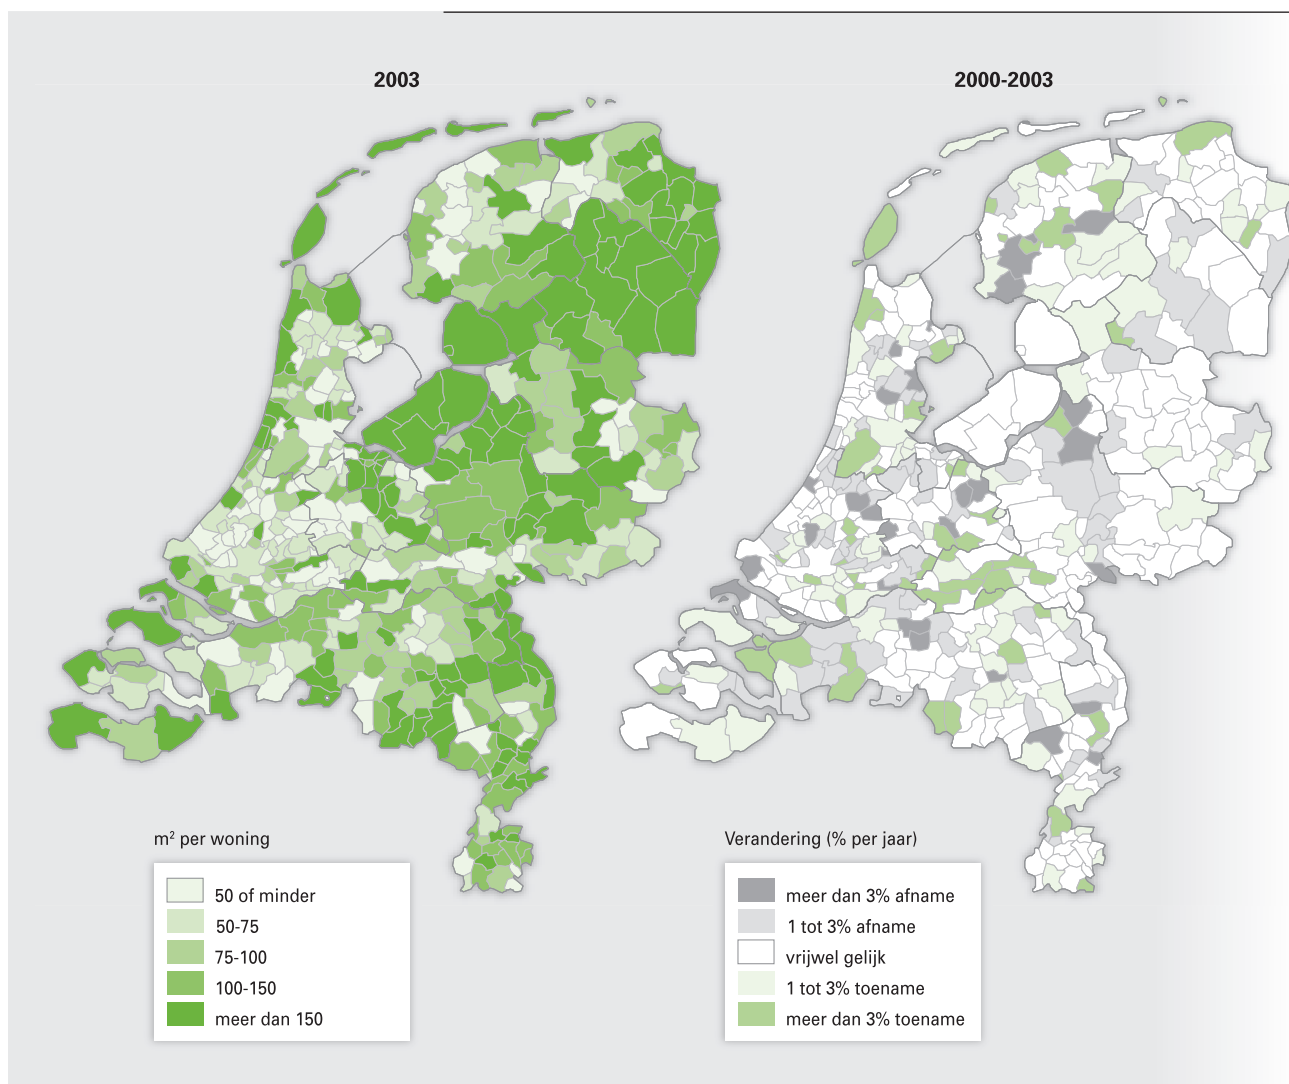 2003
2000-2003
m² per woning
50 of minder
50-75
75-100
100-150
meer dan 150
Verandering (% per jaar)
meer dan 3% afname
1 tot 3% afname
vrijwel gelijk
1 tot 3% toename
meer dan 3% toename